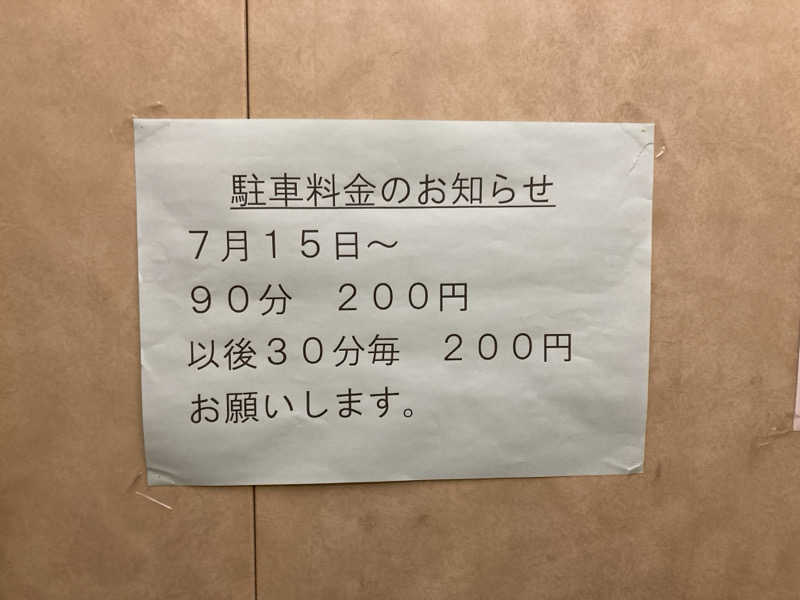 駐車料金のお知らせ
７月１５日～
９０分　２００円
以後３０分毎　２００円
お願いします。